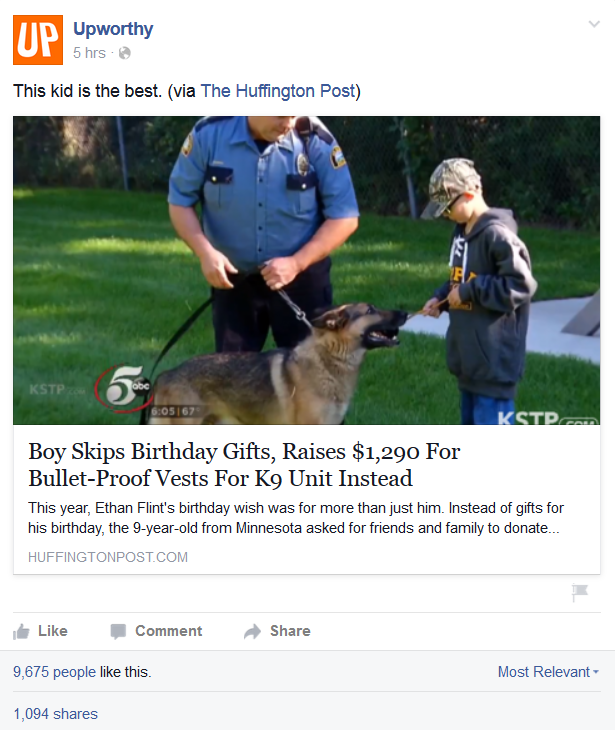 UP
Upworthy
5 hrs ·
This kid is the best. (via The Huffington Post)
KSTP.com
5 abc
6:05 | 67°
KSTP.COM
Boy Skips Birthday Gifts, Raises $1,290 For
Bullet-Proof Vests For K9 Unit Instead
This year, Ethan Flint's birthday wish was for more than just him. Instead of gifts for
his birthday, the 9-year-old from Minnesota asked for friends and family to donate...
HUFFINGTONPOST.COM
Like Comment Share
9,675 people like this. Most Relevant
1,094 shares